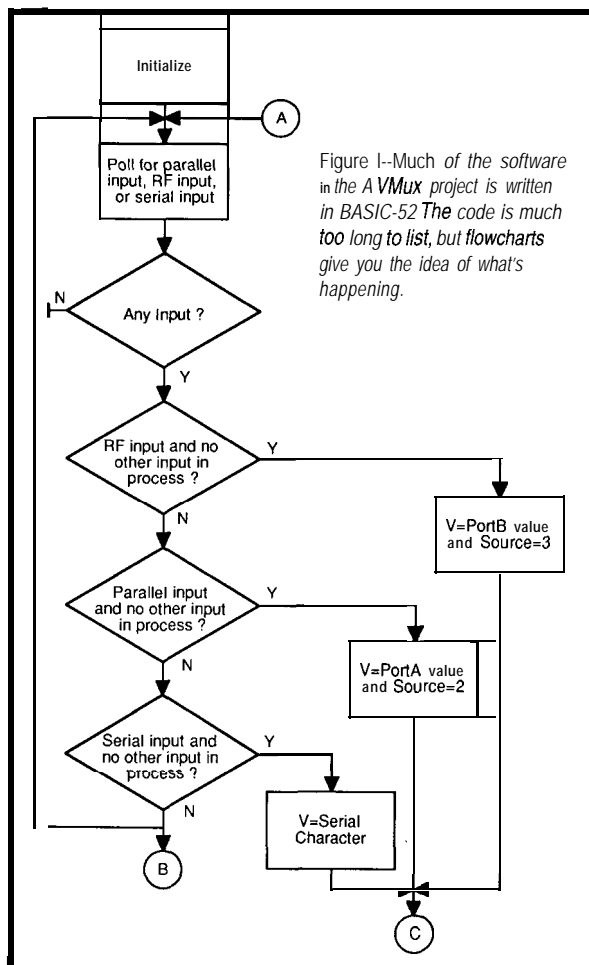 Initialize
A
Poll for parallel
input, RF input,
or serial input
Figure I--Much of the software
in the A VMux project is written
in BASIC-52 The code is much
too long to list, but flowcharts
give you the idea of what's
happening.
N
Any Input ?
Y
RF input and no
other input in
process ?
Y
N
V=PortB value
and Source=3
Parallel input
and no other input
in process ?
Y
N
V=PortA value
and Source=2
Serial input and
no other input in
process ?
Y
N
V=Serial
Character
B
C